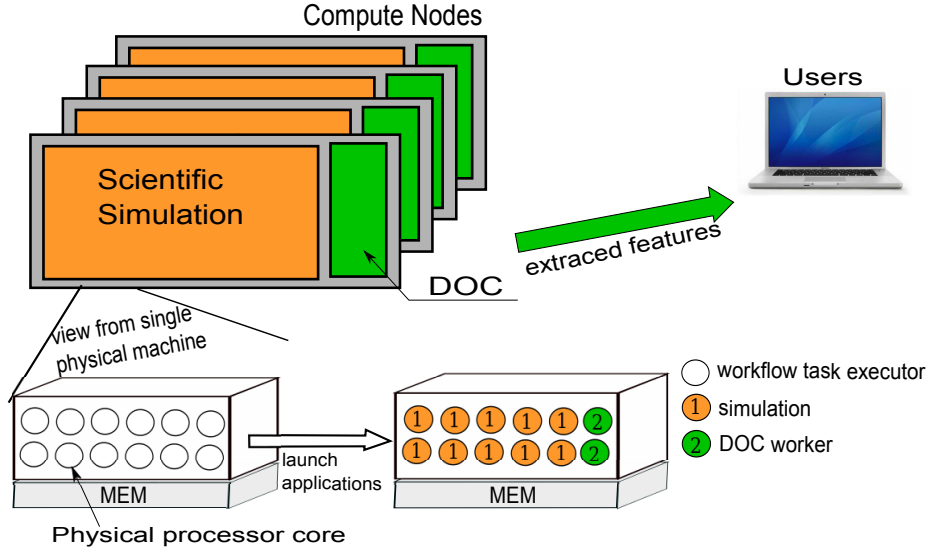 Compute Nodes
Users
Scientific
Simulation
extraced features
DOC
view from single
physical machine
workflow task executor
1 simulation
2 DOC worker
1 1 1 1 1 2
1 1 1 1 1 2
launch
applications
MEM
MEM
Physical processor core